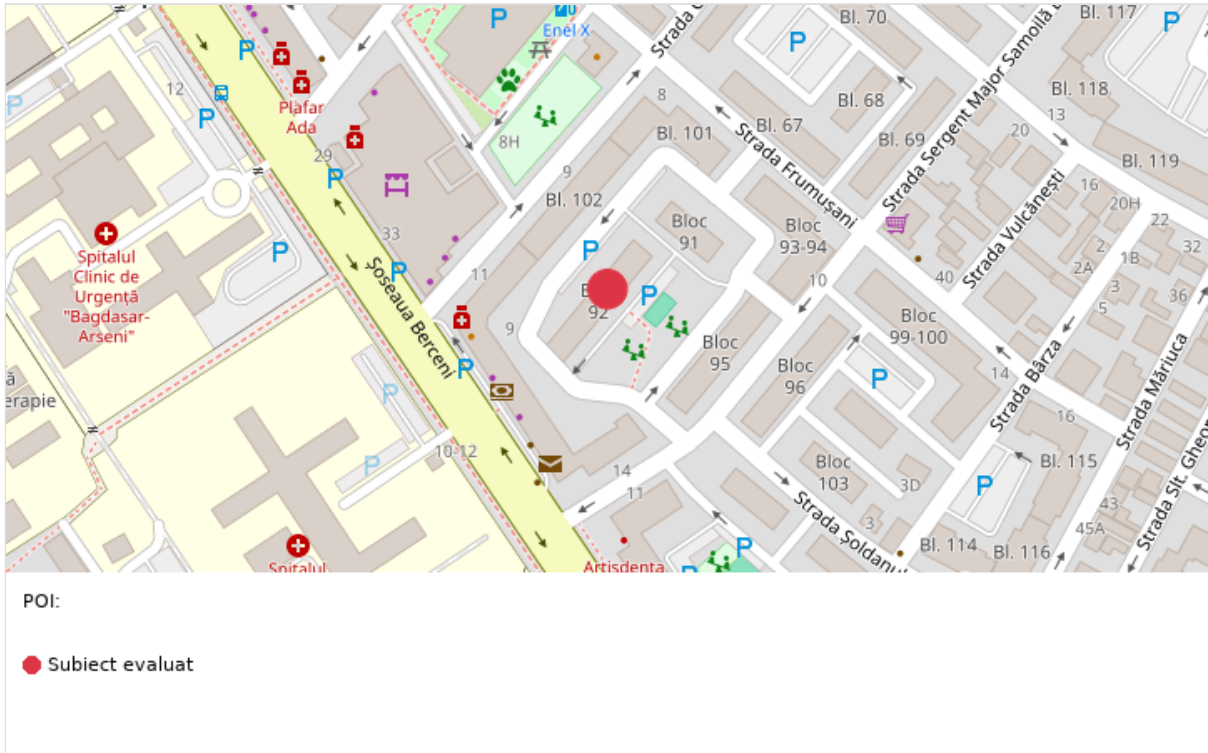 Enel X
Strada
Bl. 70
Bl. 117
Bl. 118
Bl. 68
Bl. 67
Bl. 69
Bl. 101
Bl. 119
Bl. 102
12
Plafar
Ada
29
8H
8
9
20
13
16
20H
22
32
Strada Frumușani
Strada Sergent Major Samoilă
Strada Vulcănești
2
2A
1B
3
5
36
40
Bloc
91
Bloc
93-94
33
11
9
10
Spitalul
Clinic de
Urgență
"Bagdasar-
Arseni"
Șoseaua Berceni
92
Bloc
95
Bloc
96
Bloc
99-100
14
16
Strada Bârza
Strada Măriuca
Strada Slt.
ă
erapie
10-12
14
11
Bloc
103
3D
3
Bl. 115
43
45A
Bl. 114
Bl. 116
Spitalul
Artisdenta
POI:
Subiect evaluat